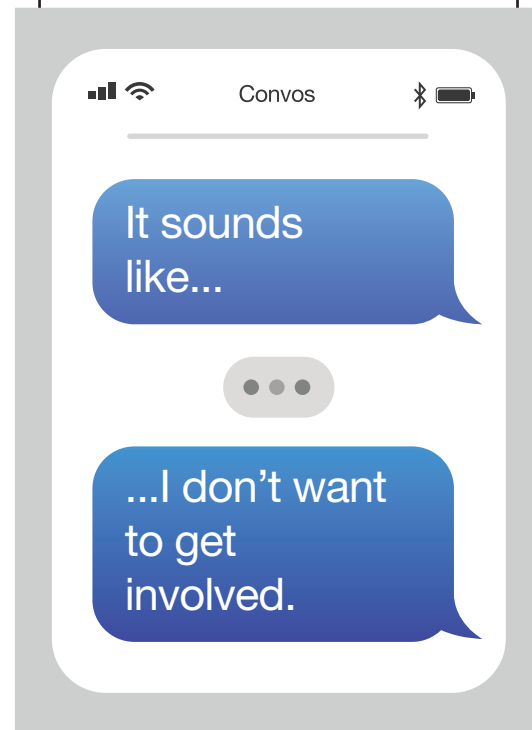 Convos
It sounds
like...
...I don’t want
to get
involved.